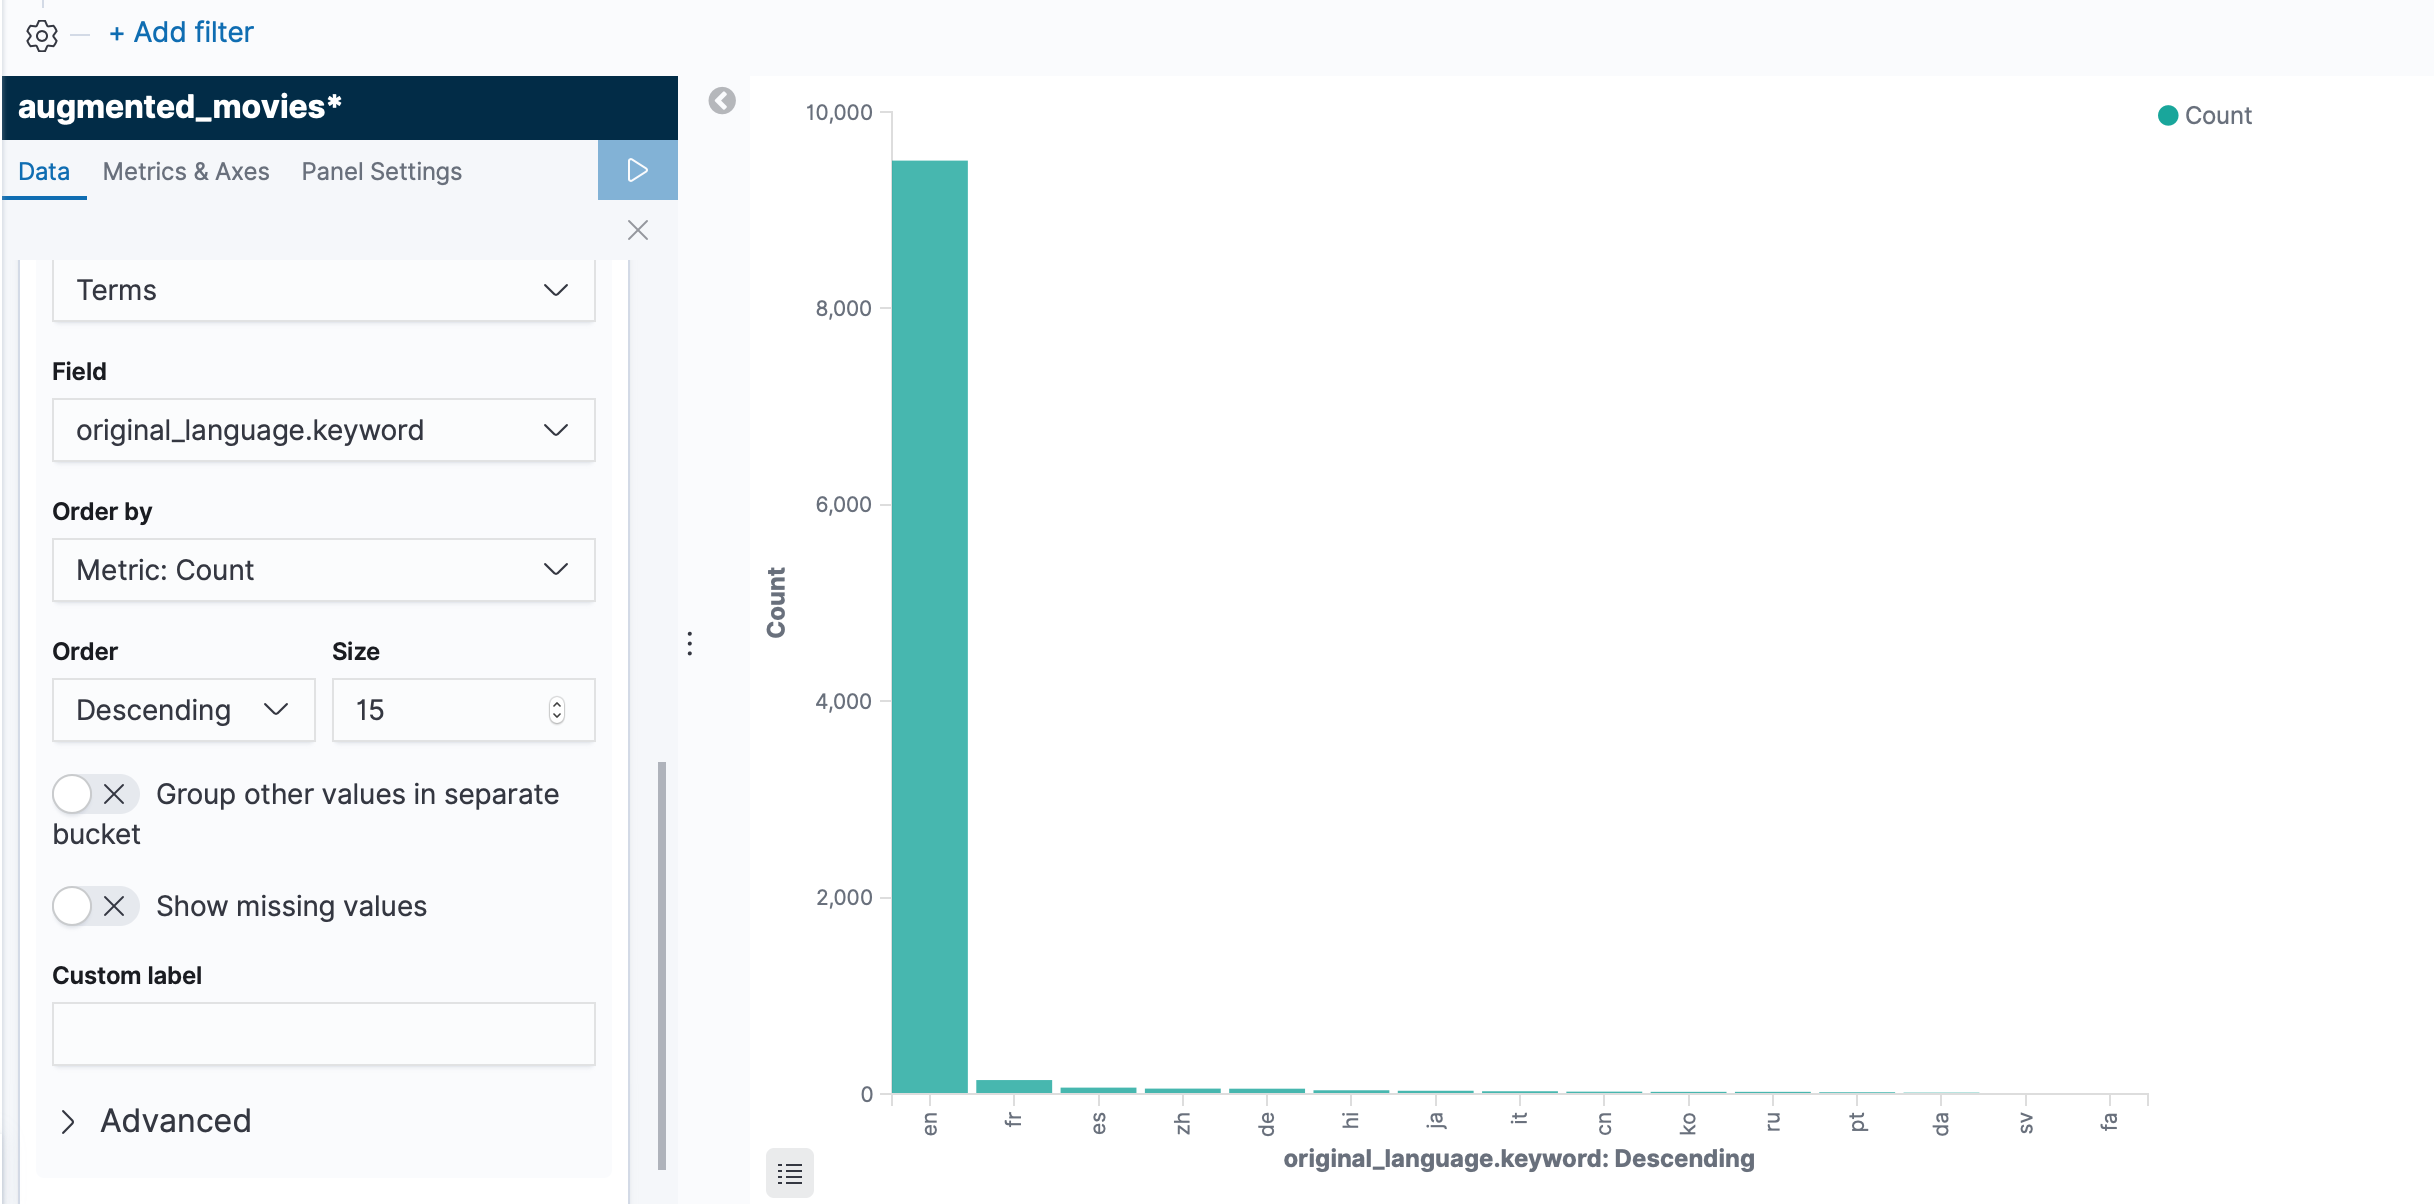 + Add filter
augmented_movies*
Data Metrics & Axes Panel Settings
Terms
Field
original_language.keyword
Order by
Metric: Count
Order Size
Descending 15
Group other values in separate
bucket
Show missing values
Custom label
Advanced
10,000
8,000
6,000
4,000
2,000
0
Count
en fr es zh de hi ja it cn ko ru pt da sv fa
original_language.keyword: Descending
Count